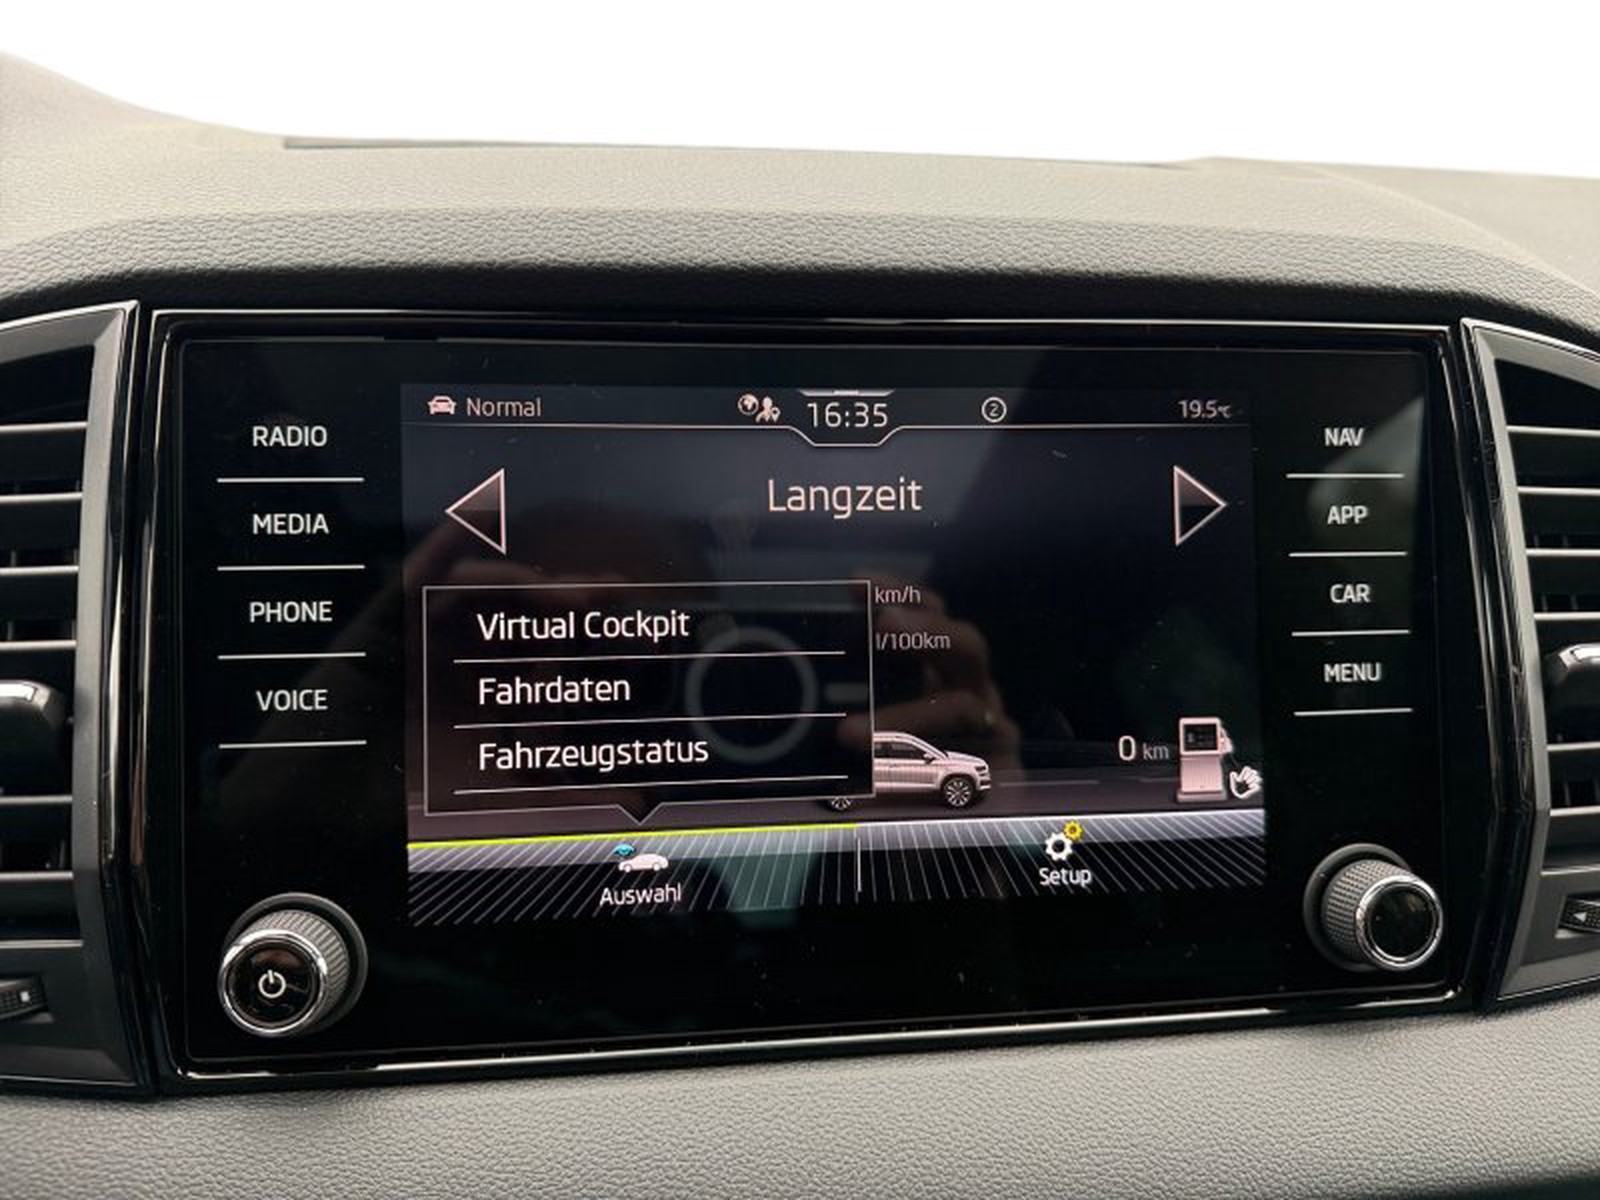 Normal
16:35
2
19.5°C
Langzeit
RADIO
MEDIA
PHONE
VOICE
NAV
APP
CAR
MENU
km/h
l/100km
Virtual Cockpit
Fahrdaten
Fahrzeugstatus
0 km
Auswahl
Setup